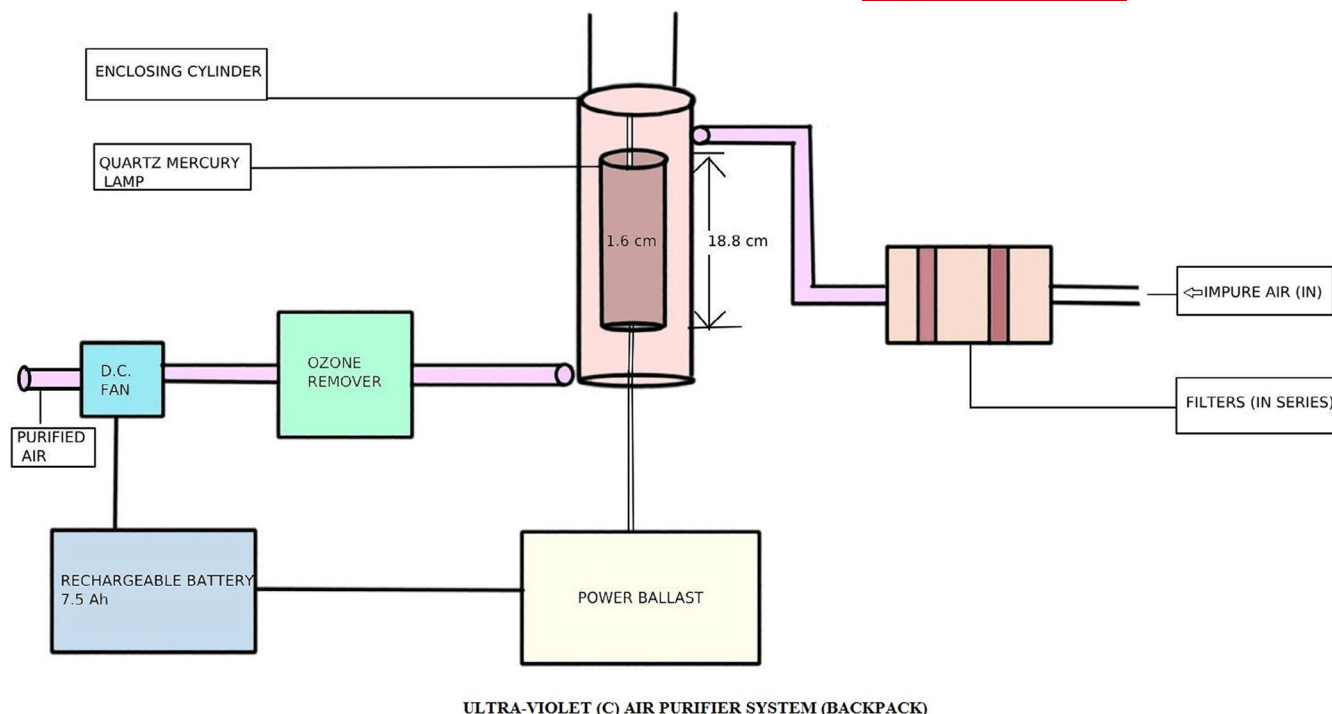 ENCLOSING CYLINDER
QUARTZ MERCURY
LAMP
1.6 cm
18.8 cm
⇦IMPURE AIR (IN)
FILTERS (IN SERIES)
OZONE
REMOVER
D.C.
FAN
PURIFIED
AIR
RECHARGEABLE BATTERY
7.5 Ah
POWER BALLAST
ULTRA-VIOLET (C) AIR PURIFIER SYSTEM (BACKPACK)